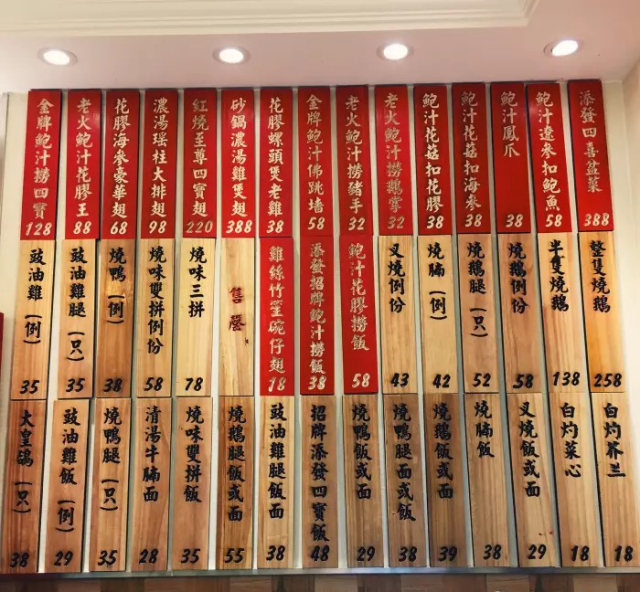 金牌鮑汁撈四寶 128
老火鮑汁花膠王 88
花膠海參豪華翅 68
濃湯瑤柱大排翅 98
紅燒至尊四寶翅 220
砂鍋濃湯雞煲翅 388
花膠螺頭煲老雞 38
金牌鮑汁佛跳墻 58
老火鮑汁撈豬手 32
老火鮑汁撈鵝掌 32
鮑汁花菇扣花膠 38
鮑汁花菇扣海參 38
鮑汁鳳爪 38
鮑汁遼參扣鮑魚 58
添發四喜盆菜 388
豉油雞（例） 35
豉油雞腿（只） 35
燒鴨（例） 38
燒味雙拼例份 58
燒味三拼 78
售罄
雞絲竹笙碗仔翅 18
添發招牌鮑汁撈飯 38
鮑汁花膠撈飯 58
叉燒例份 43
燒腩（例） 42
燒鵝腿（只） 52
燒鵝例份 58
半隻燒鵝 138
整隻燒鵝 258
大皇鴿（只） 38
豉油雞飯（例） 29
燒鴨腿（只） 35
清湯牛腩面 28
燒味雙拼飯 35
燒鵝腿飯或面 55
豉油雞腿飯面 38
招牌添發四寶飯 48
燒鴨飯或面 29
燒鴨腿面或飯 38
燒鵝飯或面 38
燒腩飯 38
叉燒飯或面 29
白灼菜心 18
白灼芥兰 18